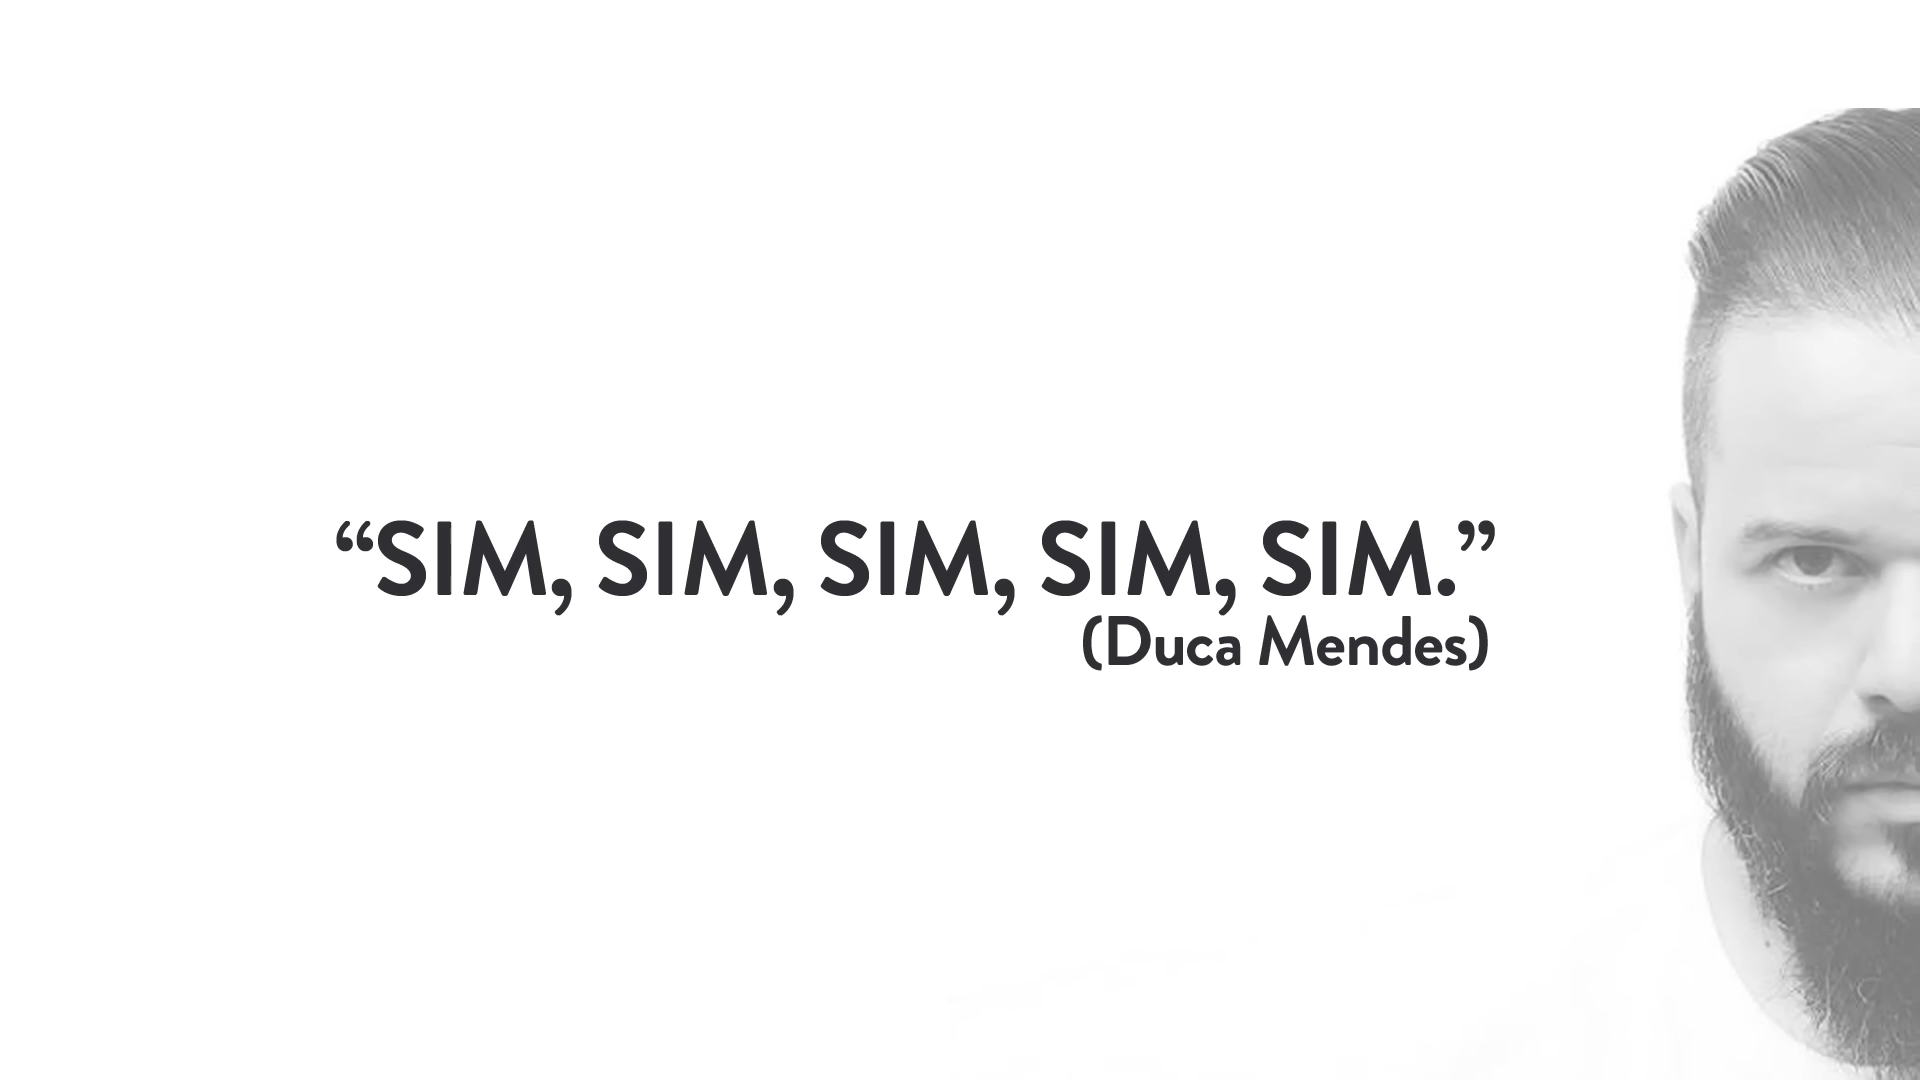 “SIM, SIM, SIM, SIM, SIM.”
(Duca Mendes)